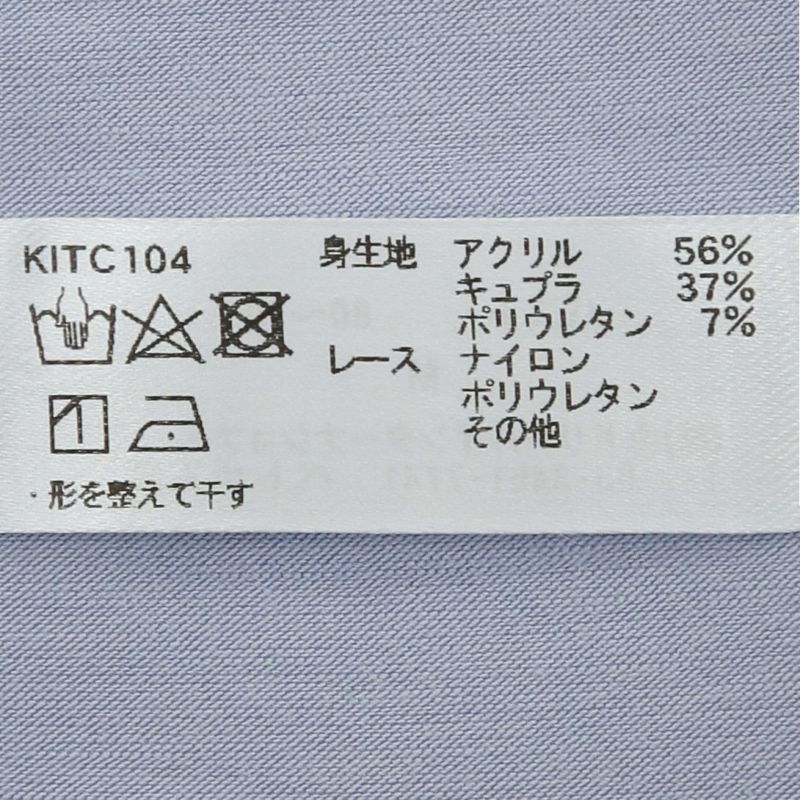 KITC104
身生地 アクリル 56%
キュプラ 37%
ポリウレタン 7%
レース ナイロン
ポリウレタン
その他
・形を整えて干す